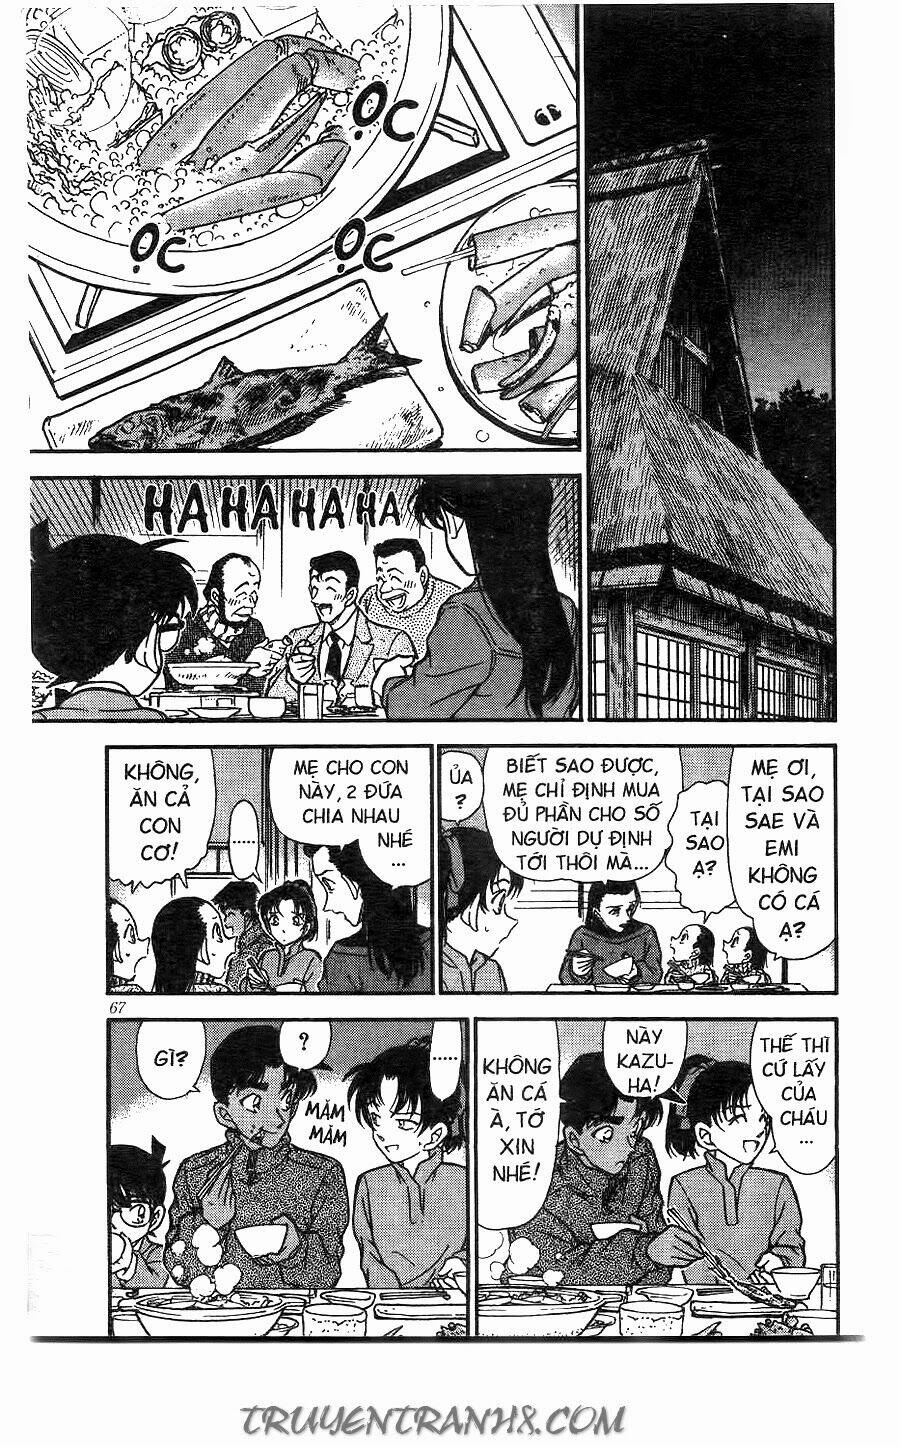 ỌC
ỌC
ỌC
HA HA HA HA
MẸ ƠI,
TẠI SAO
SAE VÀ
EMI
KHÔNG
CÓ CÁ
Ạ?
TẠI
SAO
Ạ?
BIẾT SAO ĐƯỢC,
MẸ CHỈ ĐỊNH MUA
ĐỦ PHẦN CHO SỐ
NGƯỜI DỰ ĐỊNH
TỚI THÔI MÀ...
ỦA
?
MẸ CHO CON
NÀY, 2 ĐỨA
CHIA NHAU
NHÉ
...
......
KHÔNG,
ĂN CẢ
CON
CƠ!
67
THẾ THÌ
CỨ LẤY
CỦA
CHÁU
...
NÀY
KAZU-
HA!
KHÔNG
ĂN CÁ
À, TỚ
XIN
NHÉ!
......
?
MĂM
MĂM
GÌ?
TRUYENTRANH8.COM